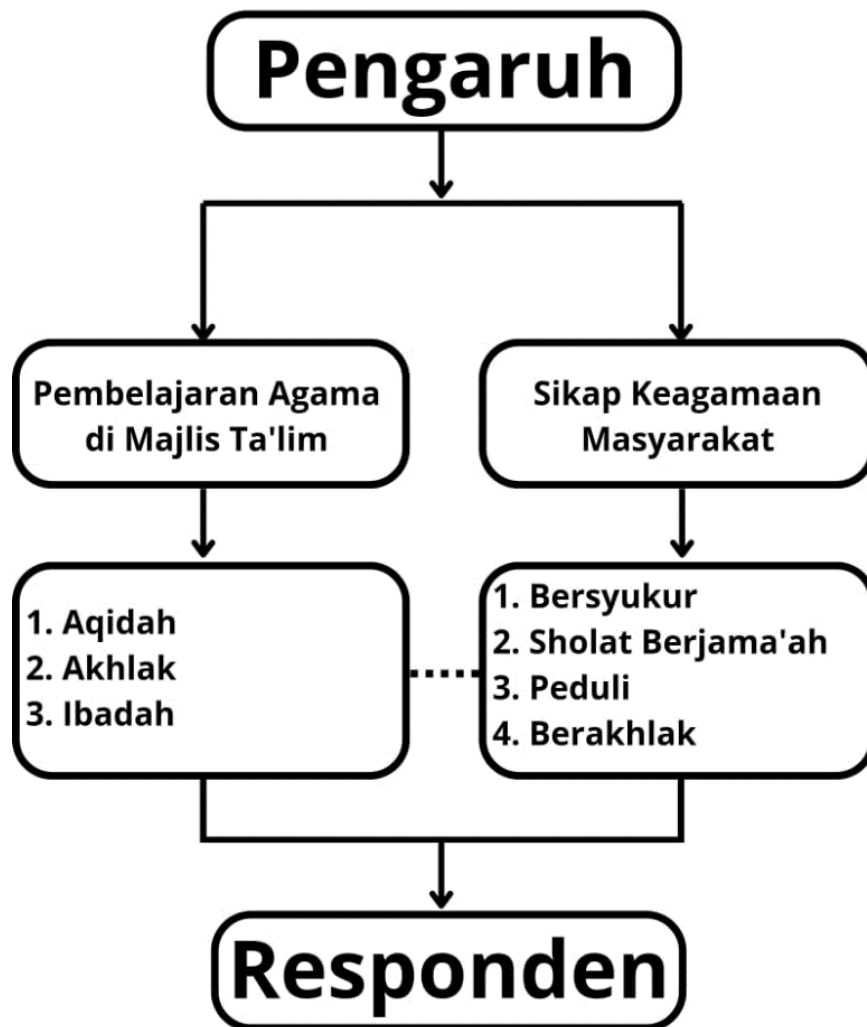 Pengaruh
Pembelajaran Agama
di Majlis Ta'lim
Sikap Keagamaan
Masyarakat
1. Aqidah
2. Akhlak
3. Ibadah
1. Bersyukur
2. Sholat Berjama'ah
3. Peduli
4. Berakhlak
Responden